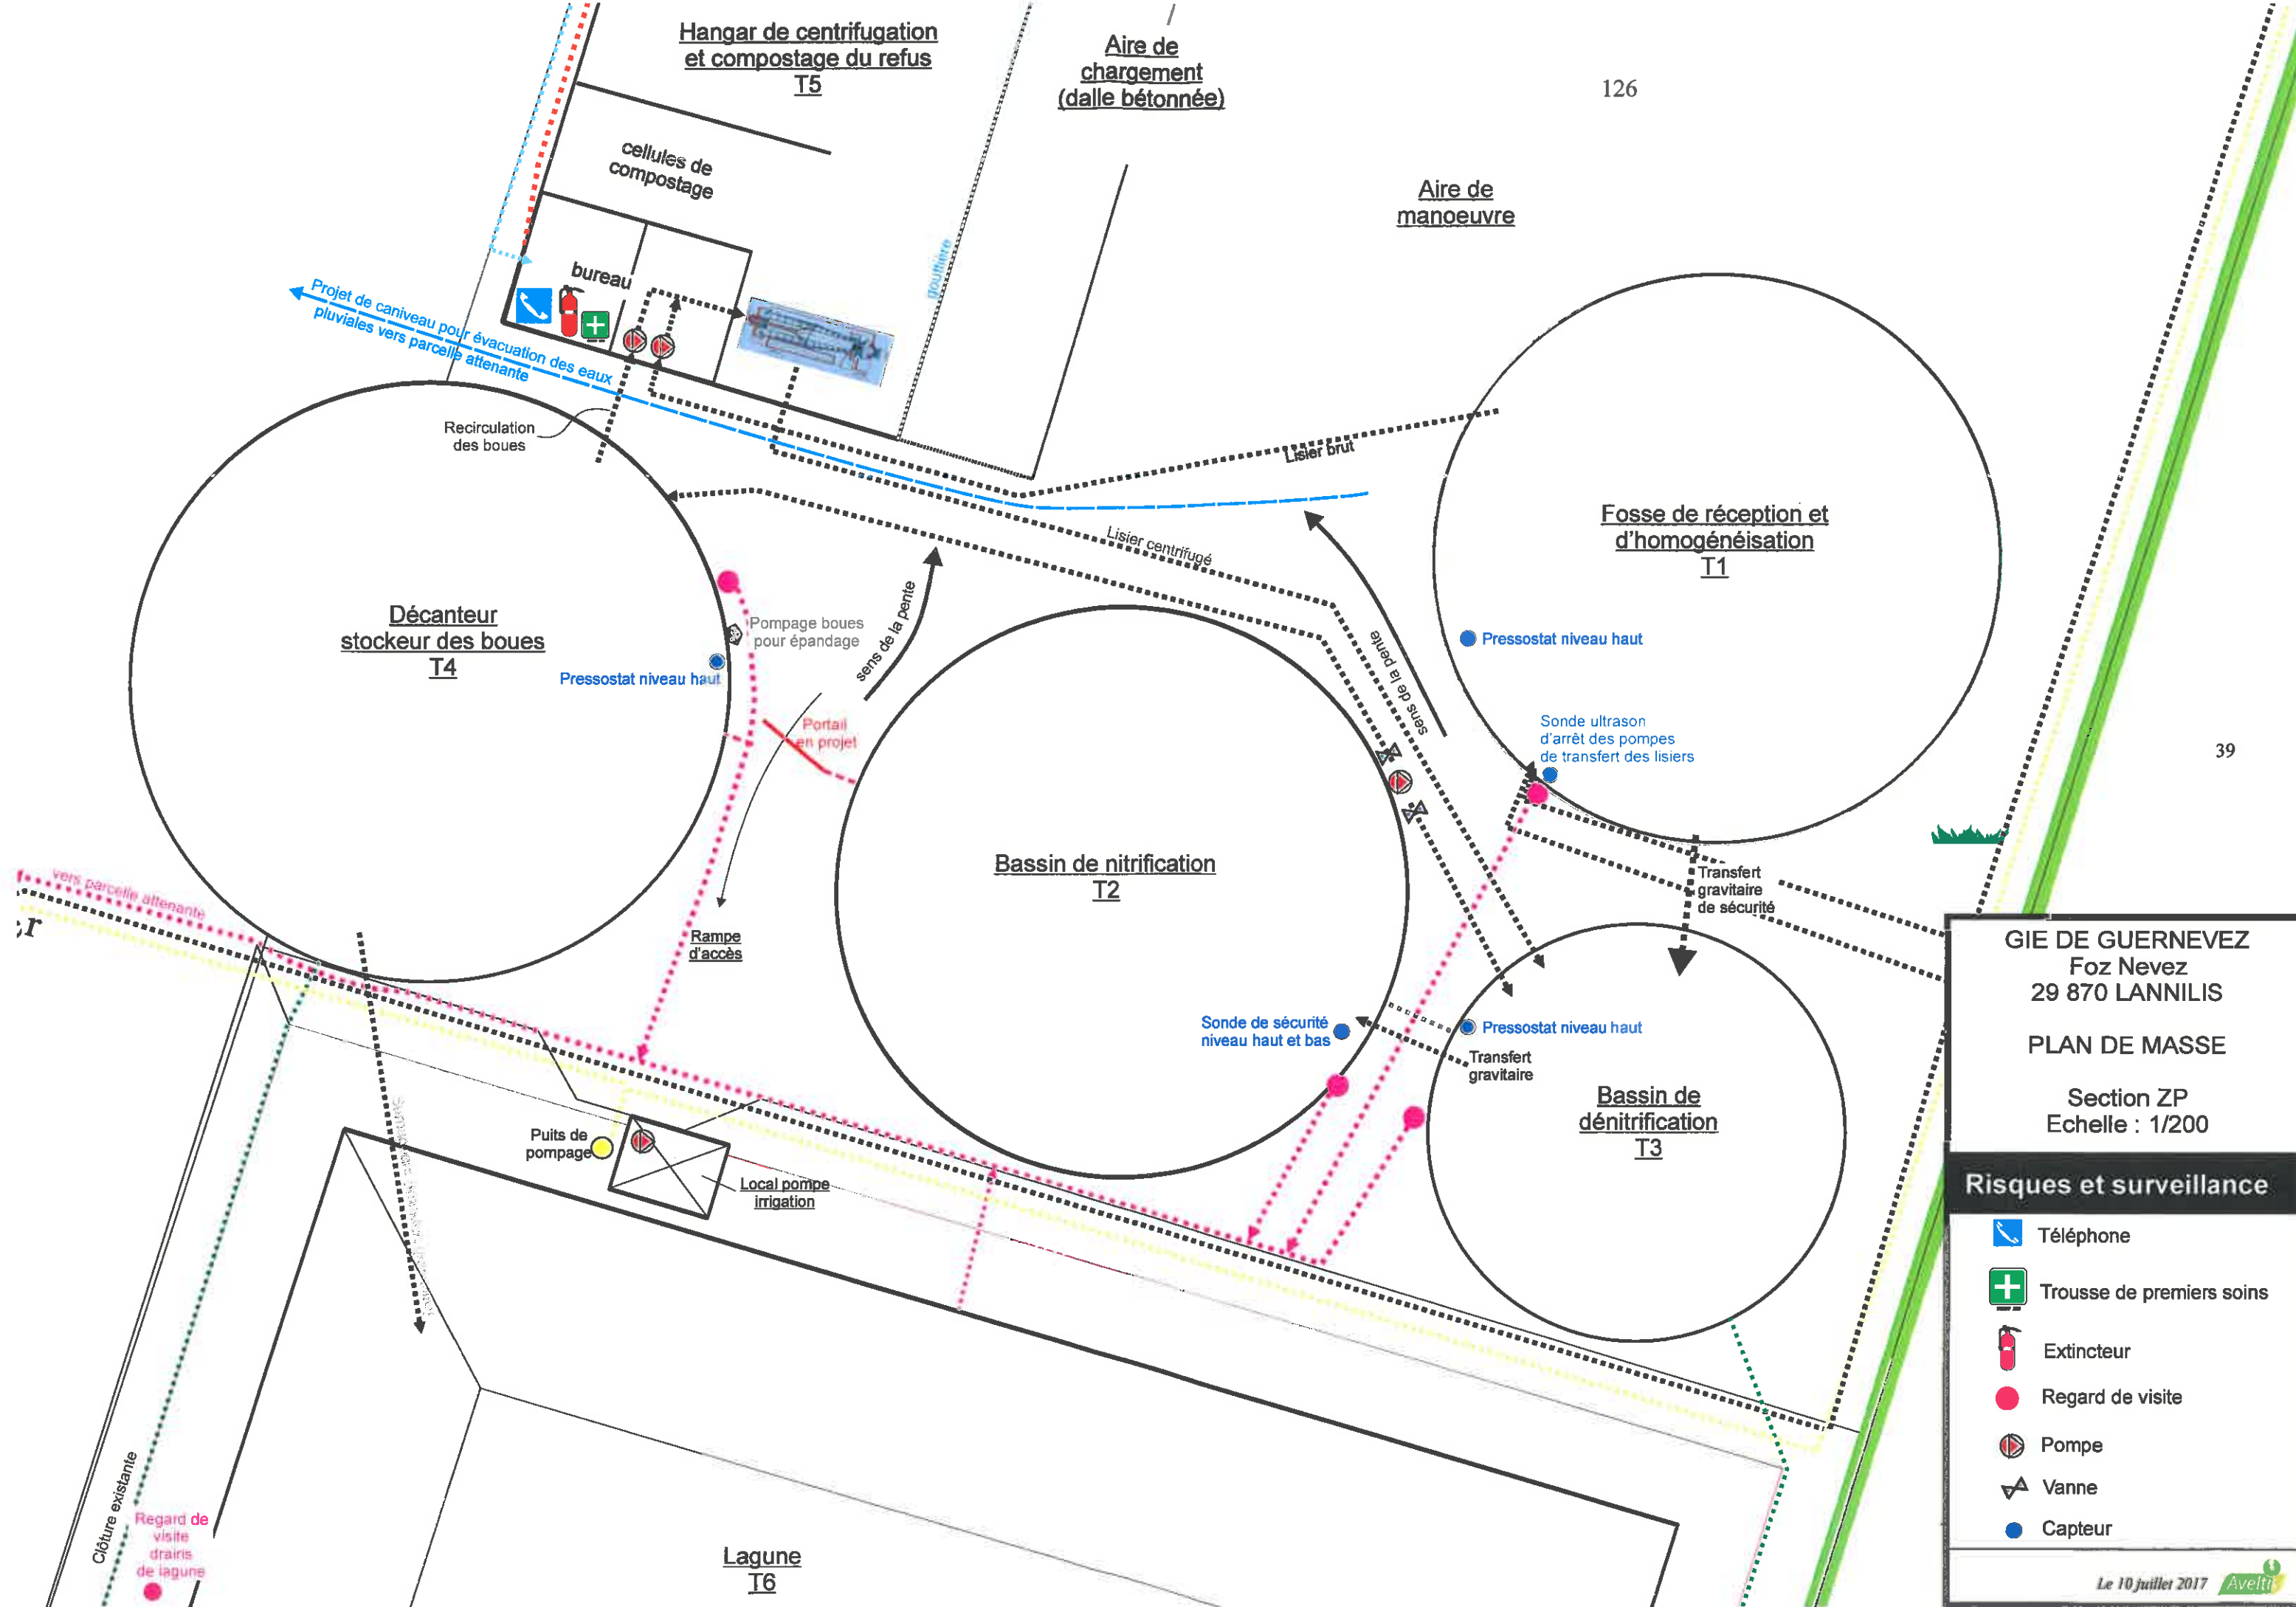 Hangar de centrifugation
et compostage du refus
T5
Aire de
chargement
(dalle bétonnée)
126
cellules de
compostage
Aire de
manoeuvre
bureau
gouttière
Projet de caniveau pour évacuation des eaux
pluviales vers parcelle attenante
Recirculation
des boues
Lisier brut
Fosse de réception et
d'homogénéisation
T1
Lisier centrifugé
Décanteur
stockeur des boues
T4
Pompage boues
pour épandage
sens de la pente
sens de la pente
Pressostat niveau haut
Pressostat niveau haut
Portail
en projet
Sonde ultrason
d'arrêt des pompes
de transfert des lisiers
39
Bassin de nitrification
T2
Transfert
gravitaire
de sécurité
vers parcelle attenante
Rampe
d'accès
Sonde de sécurité
niveau haut et bas
Pressostat niveau haut
Transfert
gravitaire
Bassin de
dénitrification
T3
Puits de
pompage
Local pompe
irrigation
Clôture existante
Regard de
visite
drains
de lagune
Lagune
T6
GIE DE GUERNEVEZ
Foz Nevez
29 870 LANNILIS
PLAN DE MASSE
Section ZP
Echelle : 1/200
Risques et surveillance
Téléphone
Trousse de premiers soins
Extincteur
Regard de visite
Pompe
Vanne
Capteur
Le 10 juillet 2017
Aveltis